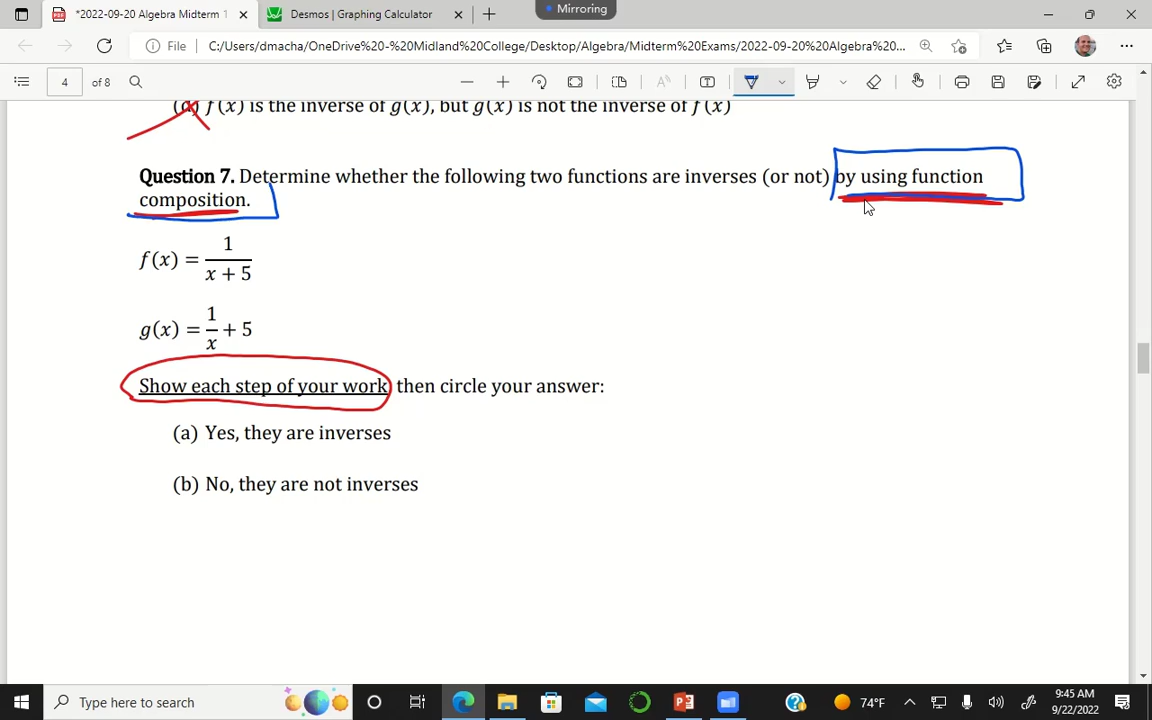 Mirroring
*2022-09-20 Algebra Midterm 1
Desmos | Graphing Calculator
File
C:/Users/dmacha/OneDrive%20-%20Midland%20College/Desktop/Algebra/Midterm%20Exams/2022-09-20%20Algebra%20...
4 of 8
(d) f(x) is the inverse of g(x), but g(x) is not the inverse of f(x)
Question 7. Determine whether the following two functions are inverses (or not) by using function
composition.
f(x) = 1/(x + 5)
g(x) = 1/x + 5
Show each step of your work then circle your answer:
(a) Yes, they are inverses
(b) No, they are not inverses
Type here to search
74°F
9:45 AM
9/22/2022